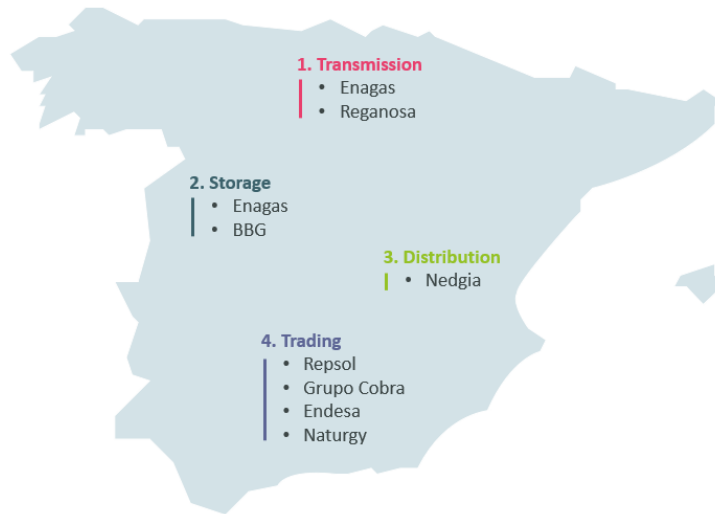 1. Transmission
• Enagas
• Reganosa
2. Storage
• Enagas
• BBG
3. Distribution
• Nedgia
4. Trading
• Repsol
• Grupo Cobra
• Endesa
• Naturgy